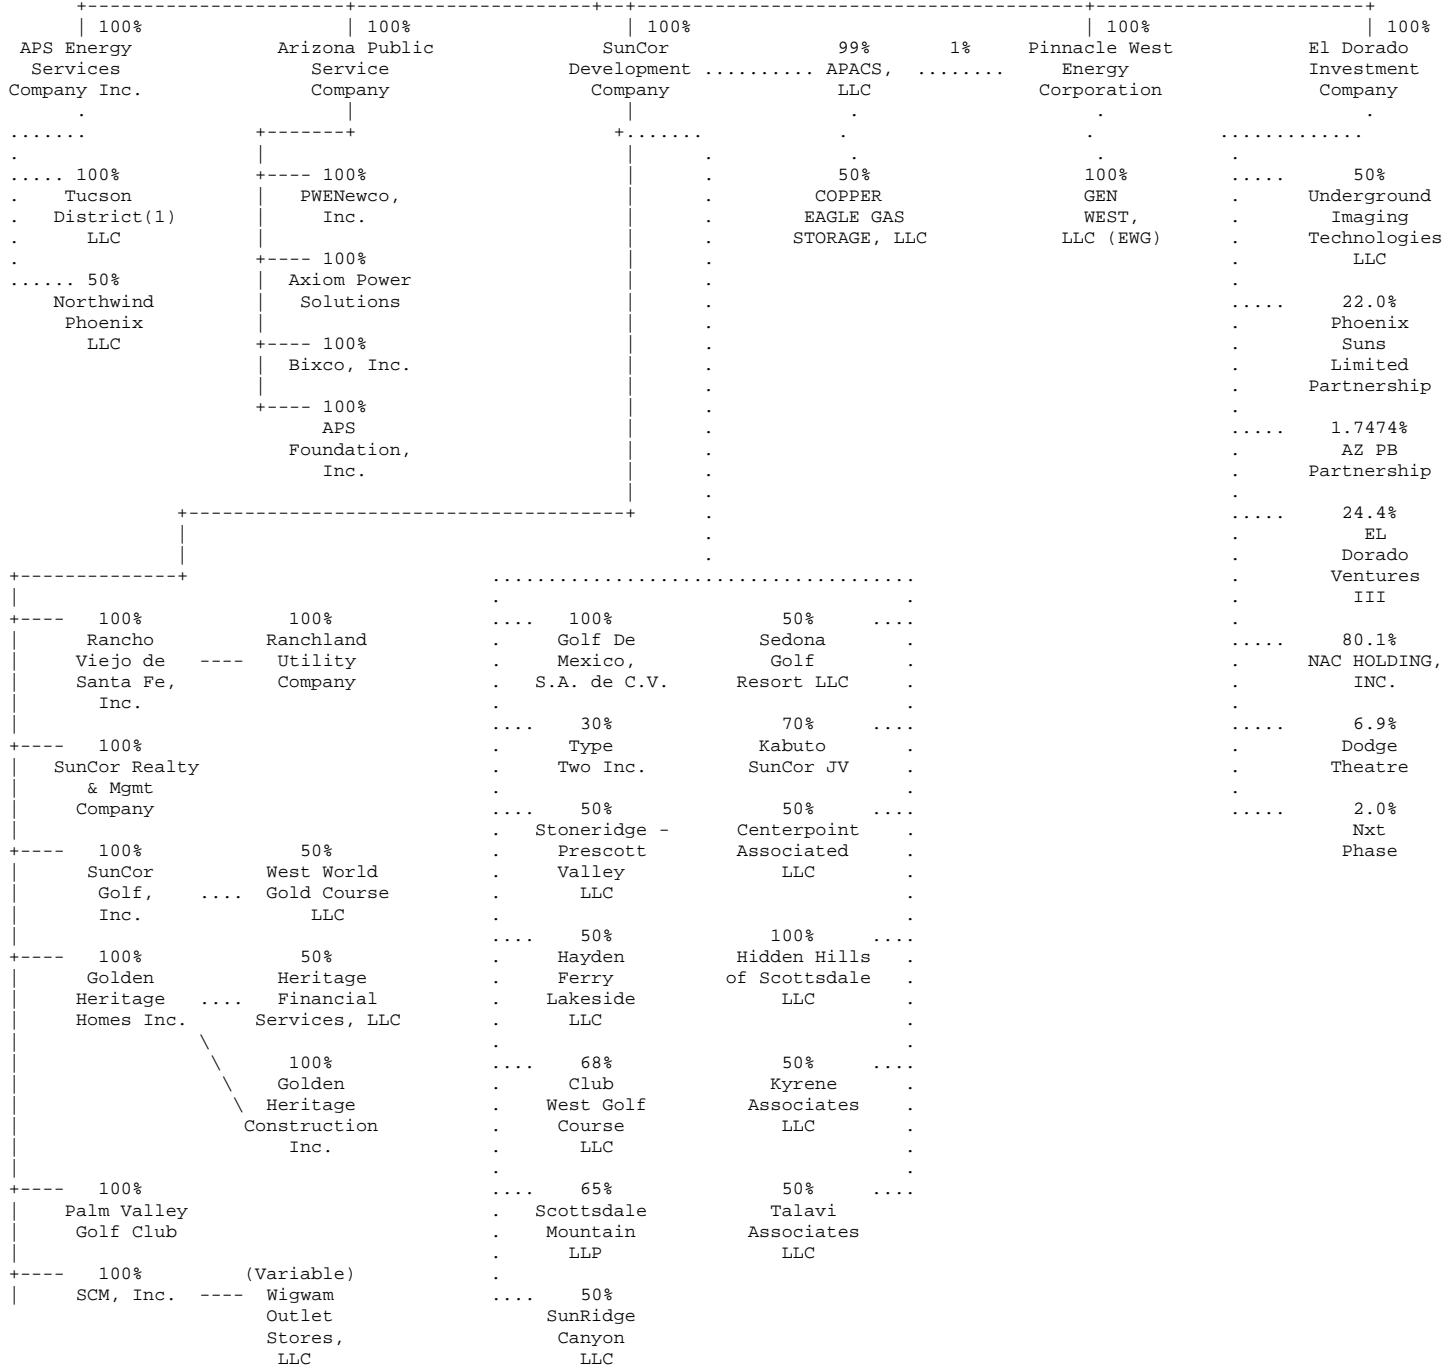 100% 100% 100% 100% 100%
APS Energy Arizona Public SunCor 99% 1% Pinnacle West El Dorado
Services Service Development .......... APACS, ........ Energy Investment
Company Inc. Company Company LLC Corporation Company
..... 100% +---- 100% 50% 100% ..... 50%
Tucson PWENewco, COPPER GEN Underground
District(1) Inc. EAGLE GAS WEST, Imaging
LLC STORAGE, LLC LLC (EWG) Technologies
+---- 100% LLC
...... 50% Axiom Power
Northwind Solutions ..... 22.0%
Phoenix Phoenix
LLC +---- 100% Suns
Bixco, Inc. Limited
Partnership
+---- 100%
APS ..... 1.7474%
Foundation, AZ PB
Inc. Partnership
..... 24.4%
EL
Dorado
Ventures
III
+---- 100% 100% .... 100% 50% ....
Rancho Ranchland Golf De Sedona ..... 80.1%
Viejo de ---- Utility Mexico, Golf NAC HOLDING,
Santa Fe, Company S.A. de C.V. Resort LLC INC.
Inc.
.... 30% 70% .... ..... 6.9%
+---- 100% Type Kabuto Dodge
SunCor Realty Two Inc. SunCor JV Theatre
& Mgmt
Company .... 50% 50% .... ..... 2.0%
Stoneridge - Centerpoint Nxt
+---- 100% 50% Prescott Associated Phase
SunCor West World Valley LLC
Golf, .... Gold Course LLC
Inc. LLC
.... 50% 100% ....
+---- 100% 50% Hayden Hidden Hills
Golden Heritage Ferry of Scottsdale
Heritage .... Financial Lakeside LLC
Homes Inc. Services, LLC LLC
100% .... 68% 50% ....
Golden Club Kyrene
Heritage West Golf Associates
Construction Course LLC
Inc. LLC
+---- 100% .... 65% 50% ....
Palm Valley Scottsdale Talavi
Golf Club Mountain Associates
LLP LLC
+---- 100% (Variable)
SCM, Inc. ---- Wigwam .... 50%
Outlet SunRidge
Stores, Canyon
LLC LLC